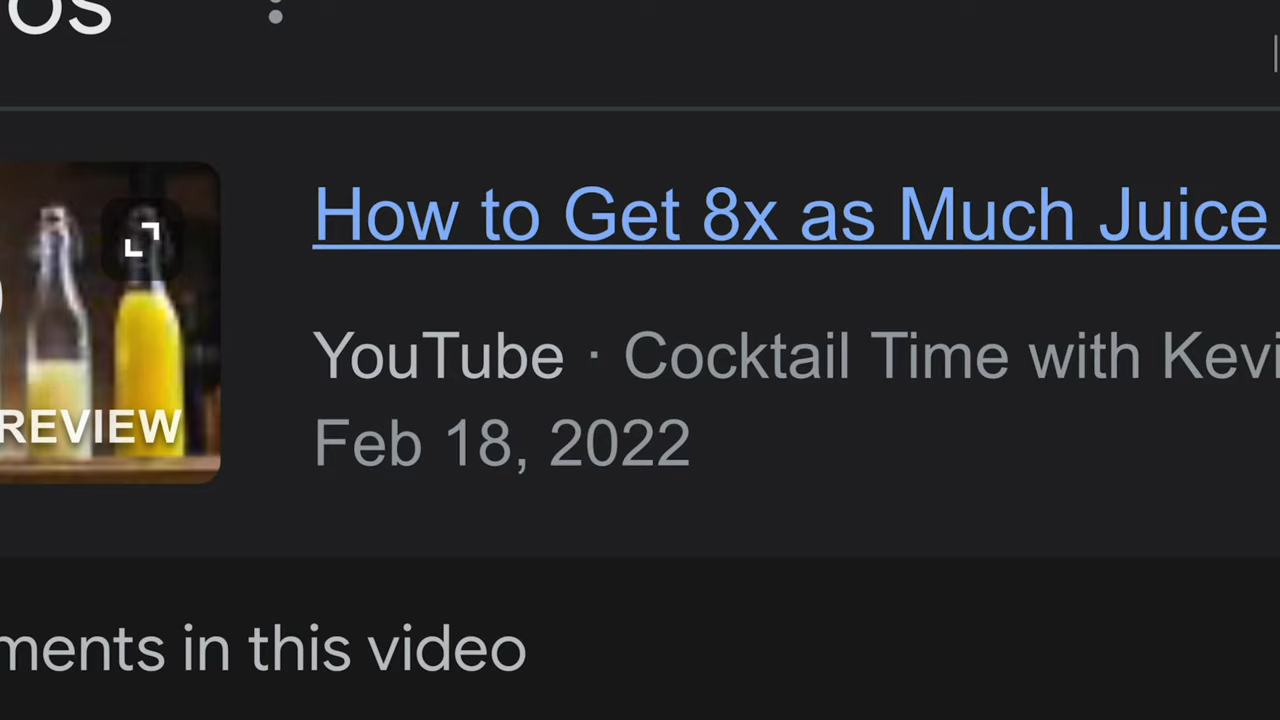 os
How to Get 8x as Much Juice
REVIEW
YouTube · Cocktail Time with Kevi
Feb 18, 2022
ments in this video